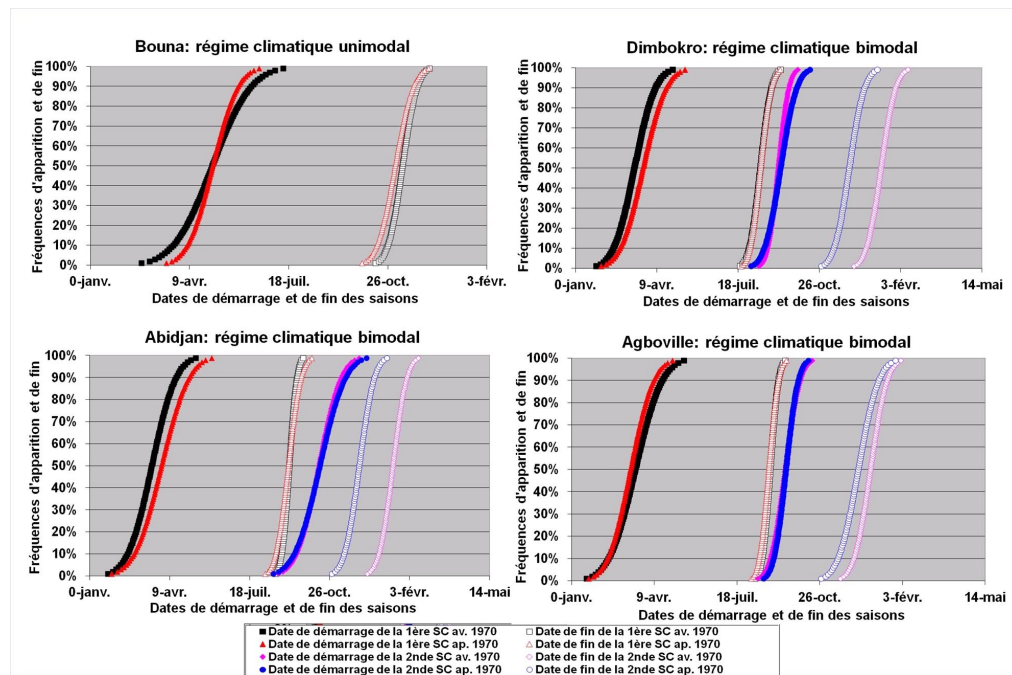 Bouna: régime climatique unimodal
Fréquences d'apparition et de fin
100%
90%
80%
70%
60%
50%
40%
30%
20%
10%
0%
0-janv. 9-avr. 18-juil. 26-oct. 3-févr.
Dates de démarrage et de fin des saisons
Dimbokro: régime climatique bimodal
Fréquences d'apparition et de fin
100%
90%
80%
70%
60%
50%
40%
30%
20%
10%
0%
0-janv. 9-avr. 18-juil. 26-oct. 3-févr. 14-mai
Dates de démarrage et de fin des saisons
Abidjan: régime climatique bimodal
Fréquences d'apparition et de fin
100%
90%
80%
70%
60%
50%
40%
30%
20%
10%
0%
0-janv. 9-avr. 18-juil. 26-oct. 3-févr. 14-mai
Dates de démarrage et de fin des saisons
Agboville: régime climatique bimodal
Fréquences d'apparition et de fin
100%
90%
80%
70%
60%
50%
40%
30%
20%
10%
0%
0-janv. 9-avr. 18-juil. 26-oct. 3-févr. 14-mai
Dates de démarrage et de fin des saisons
Date de démarrage de la 1ère SC av. 1970
Date de fin de la 1ère SC av. 1970
Date de démarrage de la 1ère SC ap. 1970
Date de fin de la 1ère SC ap. 1970
Date de démarrage de la 2nde SC av. 1970
Date de fin de la 2nde SC av. 1970
Date de démarrage de la 2nde SC ap. 1970
Date de fin de la 2nde SC ap. 1970